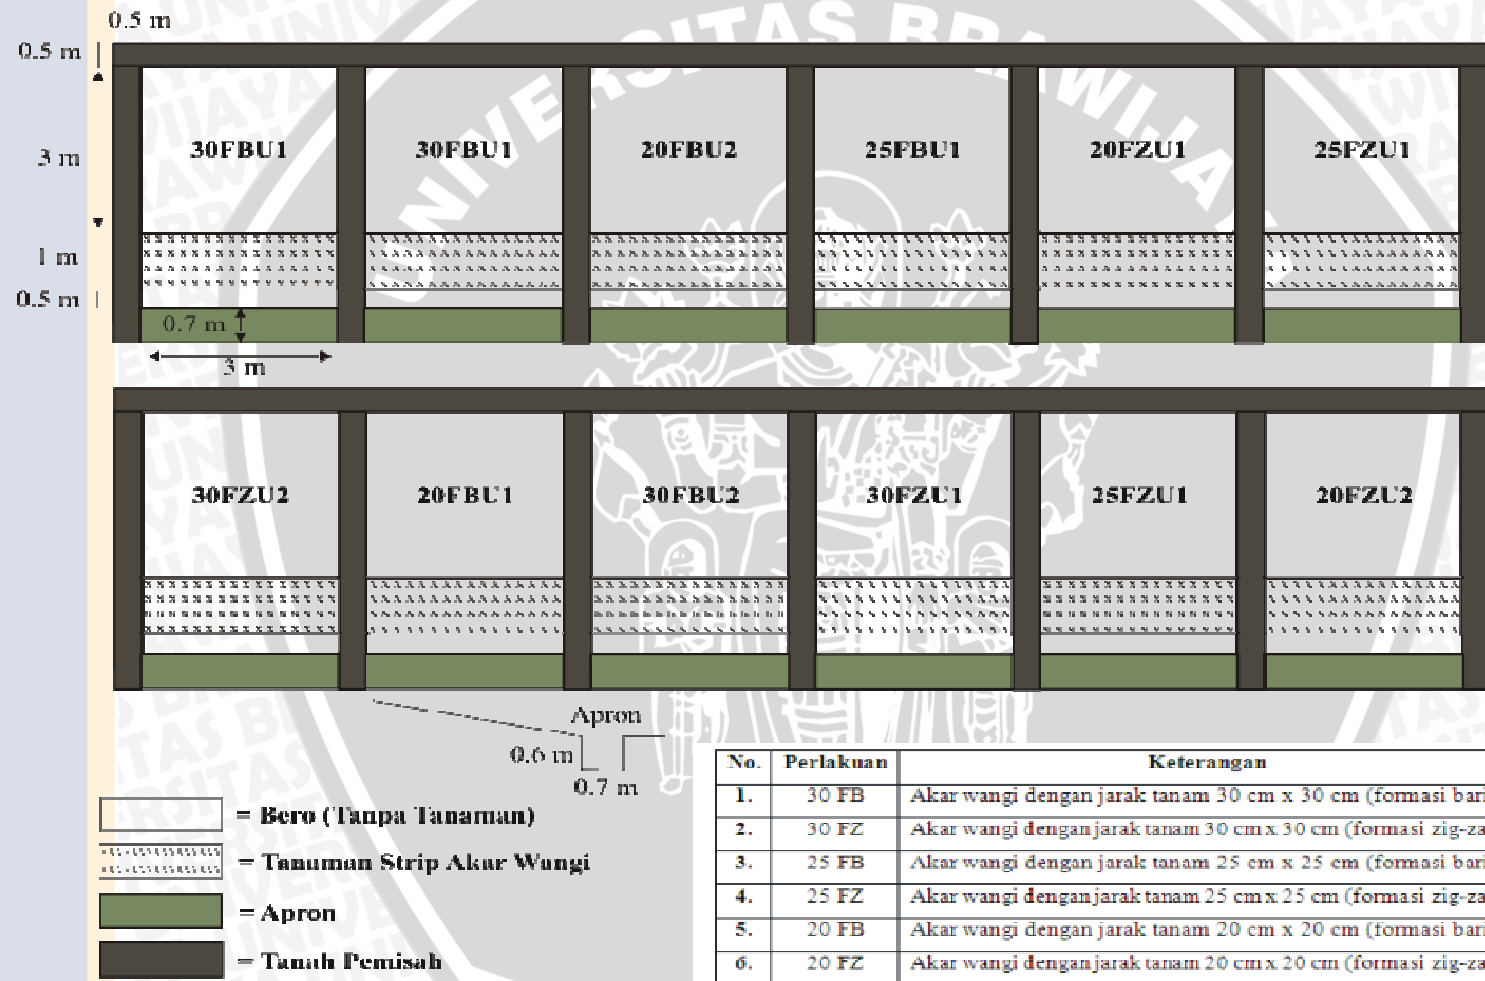 0.5 m
UNIVERSITAS BRAWIJAYA
0.5 m
3 m
30FBU1 30FBU1 20FBU2 25FBU1 20FZU1 25FZU1
1 m
0.5 m
0.7 m
3 m
30FZU2 20FBU1 30FBU2 30FZU1 25FZU1 20FZU2
Apron
0.6 m
0.7 m
= Bero (Tanpa Tanaman)
= Tanaman Strip Akar Wangi
= Apron
= Tanah Pemisah
No. Perlakuan Keterangan
1. 30 FB Akar wangi dengan jarak tanam 30 cm x 30 cm (formasi bari
2. 30 FZ Akar wangi dengan jarak tanam 30 cm x 30 cm (formasi zig-za
3. 25 FB Akar wangi dengan jarak tanam 25 cm x 25 cm (formasi bari
4. 25 FZ Akar wangi dengan jarak tanam 25 cm x 25 cm (formasi zig-za
5. 20 FB Akar wangi dengan jarak tanam 20 cm x 20 cm (formasi bari
6. 20 FZ Akar wangi dengan jarak tanam 20 cm x 20 cm (formasi zig-za